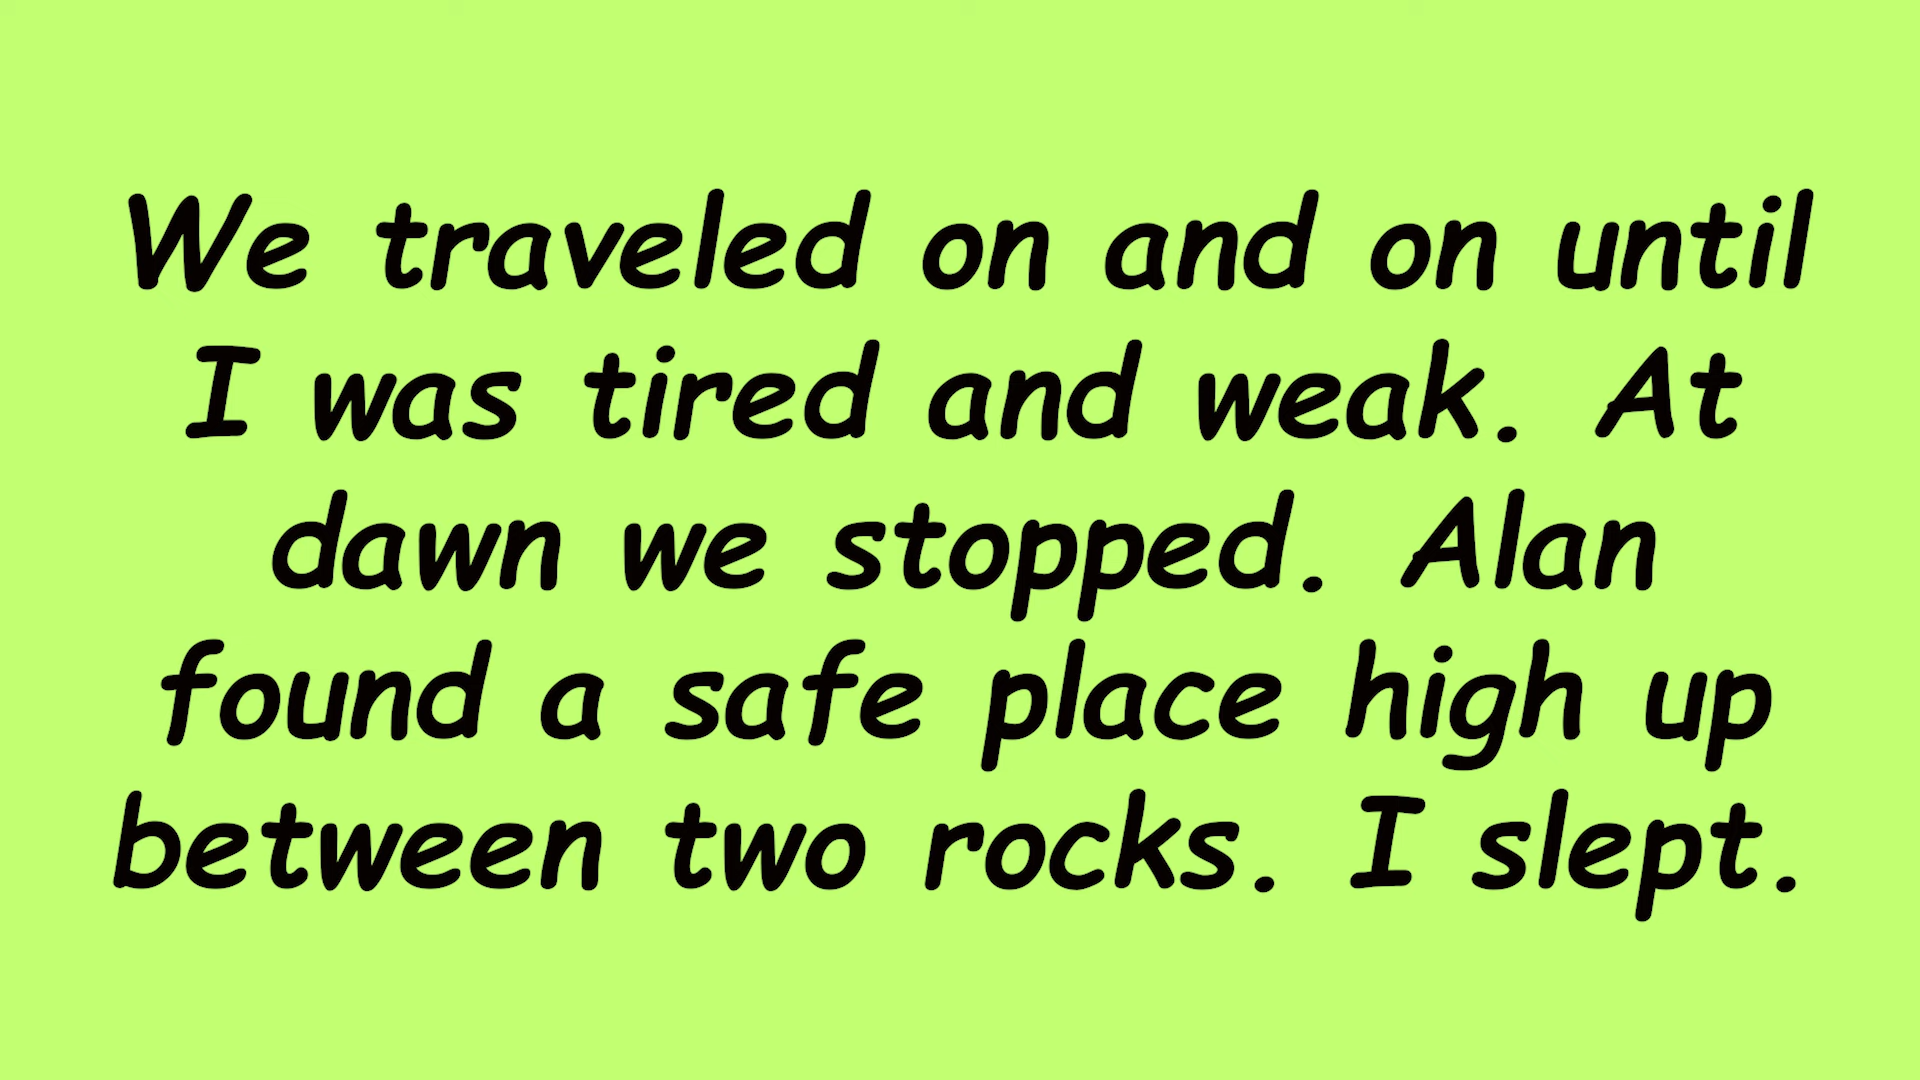 We traveled on and on until
I was tired and weak. At
dawn we stopped. Alan
found a safe place high up
between two rocks. I slept.